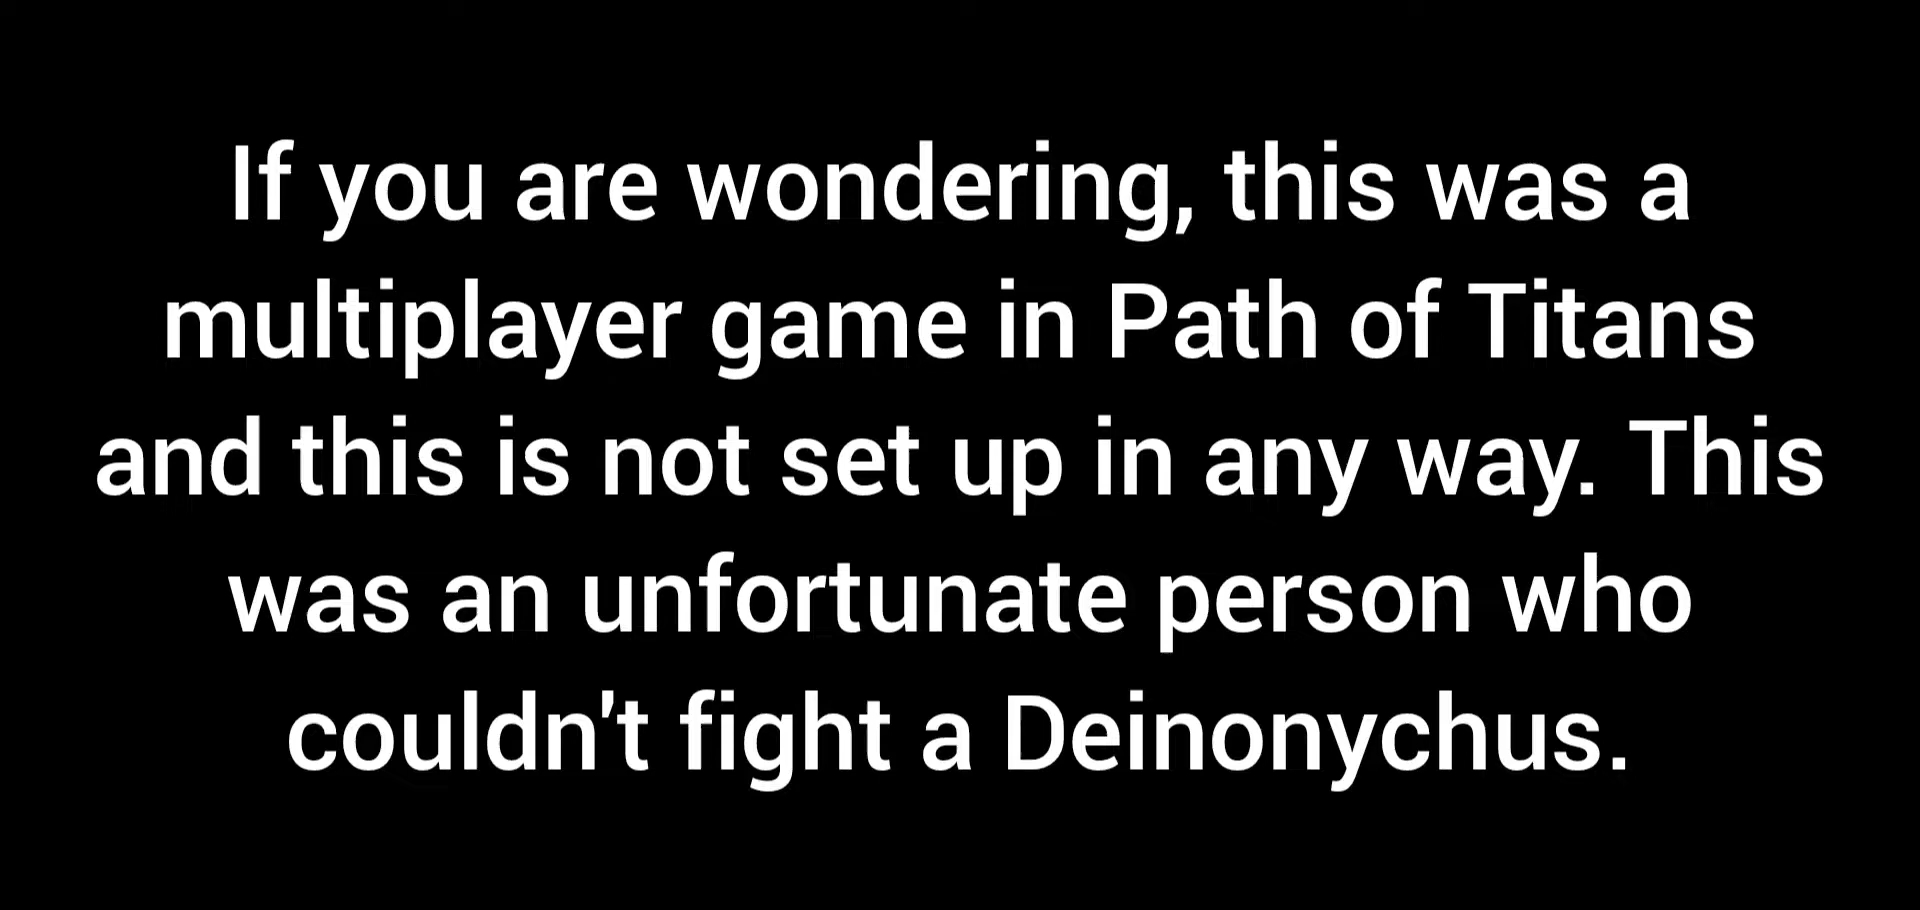 If you are wondering, this was a
multiplayer game in Path of Titans
and this is not set up in any way. This
was an unfortunate person who
couldn't fight a Deinonychus.